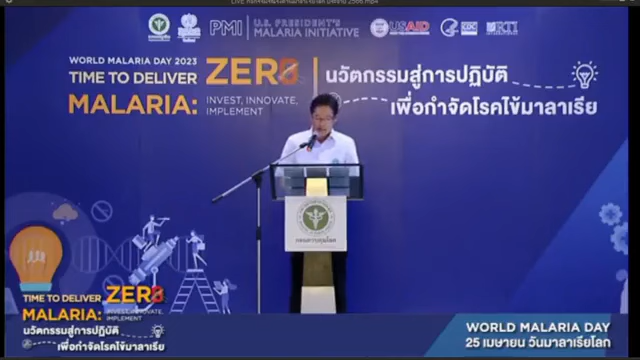 LIVE
2566.mp4
PMI
U.S. PRESIDENT'S
MALARIA INITIATIVE
USAID
CDC
RTI
WORLD MALARIA DAY 2023
TIME TO DELIVER ZERO
MALARIA: INVEST, INNOVATE,
IMPLEMENT
นวัตกรรมสู่การปฏิบัติ
เพื่อกำจัดโรคไข้มาลาเรีย
กรมควบคุมโรค
TIME TO DELIVER ZERO
MALARIA: INVEST, INNOVATE,
IMPLEMENT
นวัตกรรมสู่การปฏิบัติ
เพื่อกำจัดโรคไข้มาลาเรีย
WORLD MALARIA DAY
25 เมษายน วันมาลาเรียโลก